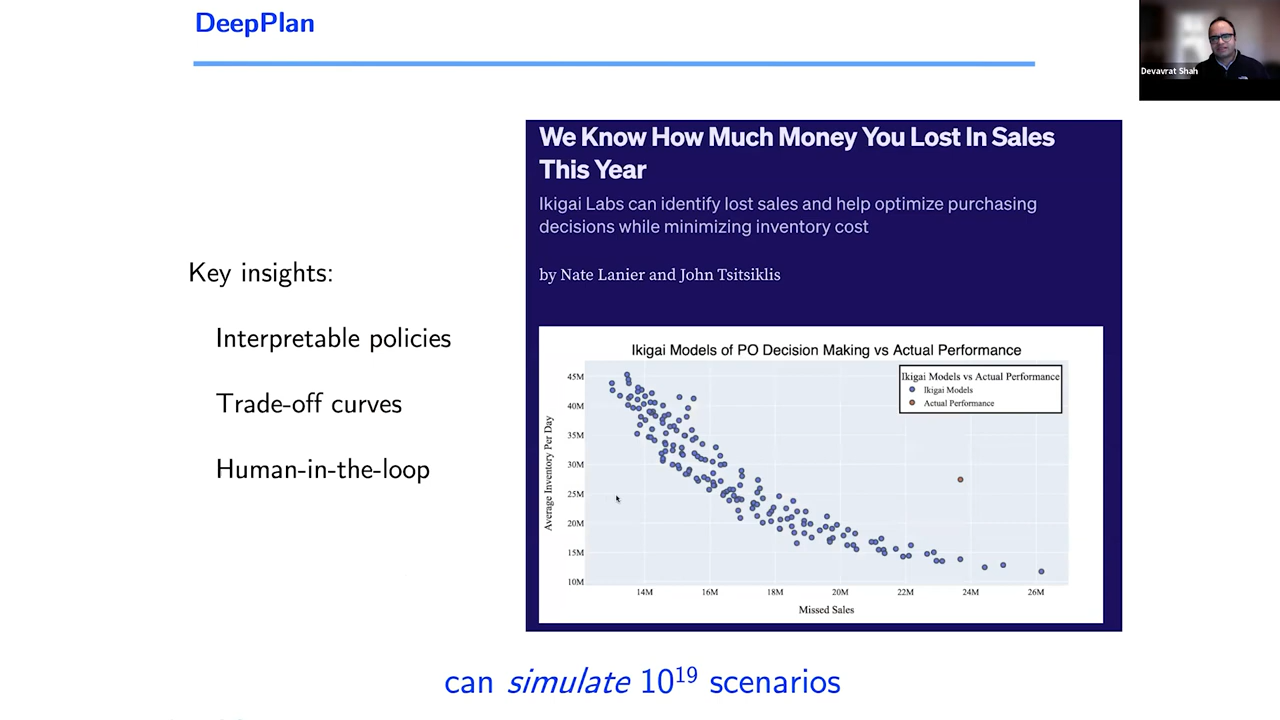 DeepPlan
Devavrat Shah
We Know How Much Money You Lost In Sales
This Year
Ikigai Labs can identify lost sales and help optimize purchasing
decisions while minimizing inventory cost
by Nate Lanier and John Tsitsiklis
Key insights:
Interpretable policies
Trade-off curves
Human-in-the-loop
Ikigai Models of PO Decision Making vs Actual Performance
Ikigai Models vs Actual Performance
Ikigai Models
Actual Performance
Average Inventory Per Day
45M
40M
35M
30M
25M
20M
15M
10M
14M 16M 18M 20M 22M 24M 26M
Missed Sales
can simulate 10¹⁹ scenarios